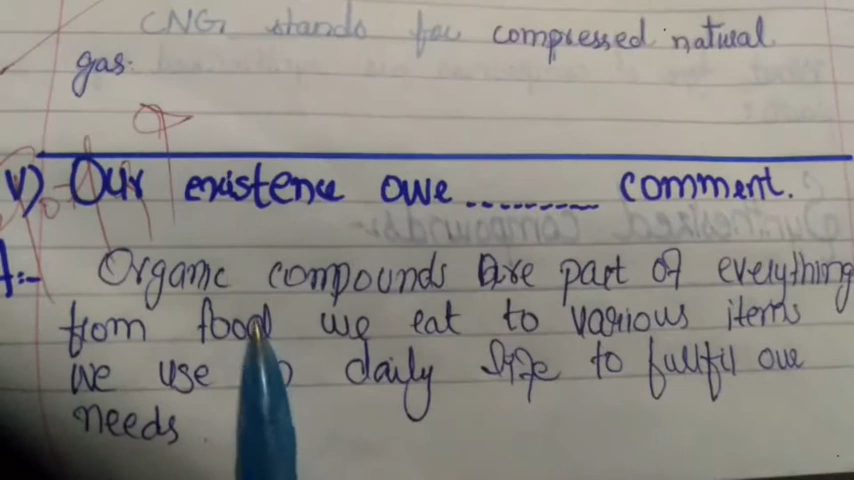 CNG stands for compressed natural
gas.
V) Our existence owe ......... comment.
A:- Organic compounds are part of everything
from food we eat to various items
we use daily life to fullfil our
needs.